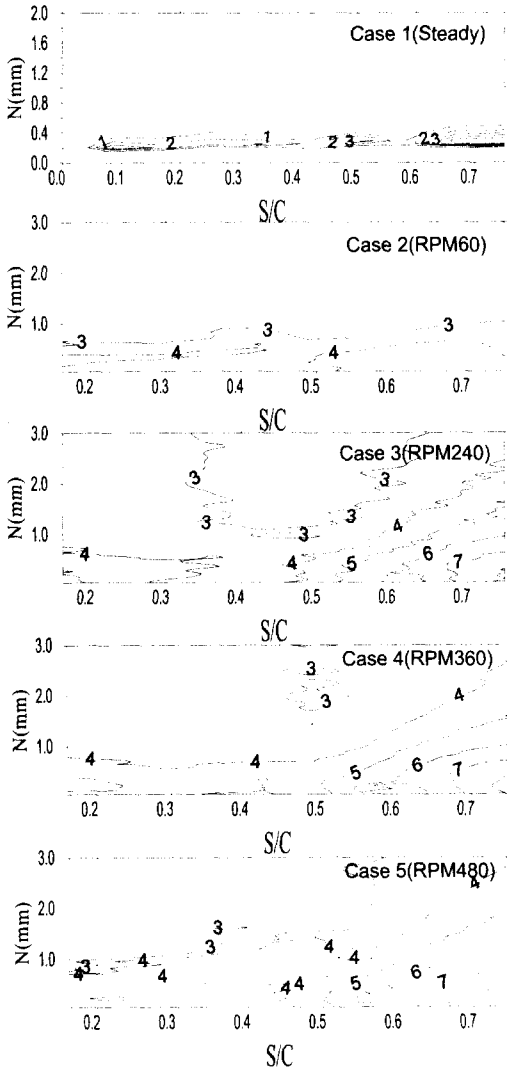 2.0
Case 1(Steady)
1.6
N(mm)
1.2
0.8
0.4
1 2 1 2 3 2 3
0.0
0.0 0.1 0.2 0.3 0.4 0.5 0.6 0.7
S/C
3.0
Case 2(RPM60)
N(mm)
2.0
1.0
3 3 3
4 4
0.2 0.3 0.4 0.5 0.6 0.7
S/C
3.0
Case 3(RPM240)
N(mm)
2.0
3 3
1.0
3 3 3 4
4 4 5 6 7
0.2 0.3 0.4 0.5 0.6 0.7
S/C
3.0
Case 4(RPM360)
N(mm)
2.0
3
3 4
1.0
4 4 5 6 7
0.2 0.3 0.4 0.5 0.6 0.7
S/C
3.0
Case 5(RPM480)
4
N(mm)
2.0
3
1.0
3 4 4
3 4
4 4 4 4 5 6 7
0.2 0.3 0.4 0.5 0.6 0.7
S/C